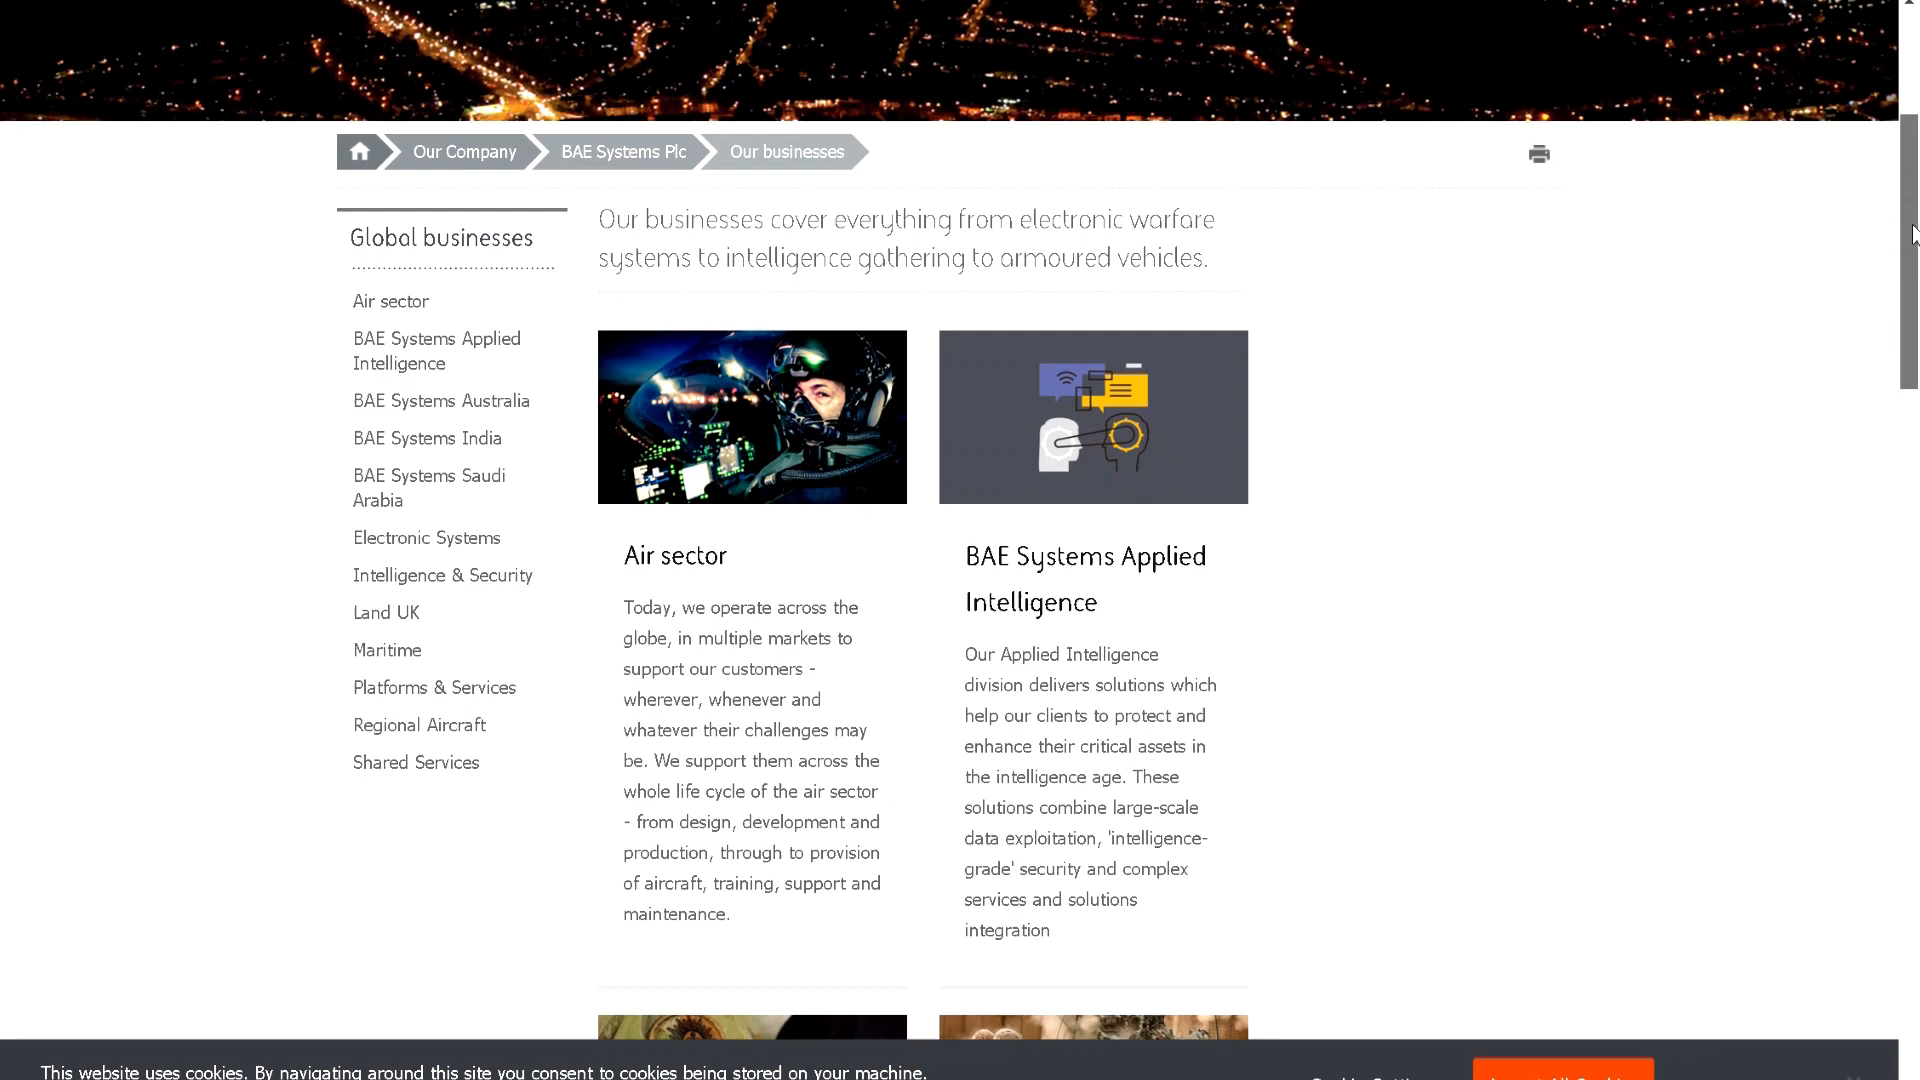 Our Company
BAE Systems Plc
Our businesses
Global businesses
Air sector
BAE Systems Applied
Intelligence
BAE Systems Australia
BAE Systems India
BAE Systems Saudi
Arabia
Electronic Systems
Intelligence & Security
Land UK
Maritime
Platforms & Services
Regional Aircraft
Shared Services
Our businesses cover everything from electronic warfare
systems to intelligence gathering to armoured vehicles.
Air sector
Today, we operate across the
globe, in multiple markets to
support our customers -
wherever, whenever and
whatever their challenges may
be. We support them across the
whole life cycle of the air sector
- from design, development and
production, through to provision
of aircraft, training, support and
maintenance.
BAE Systems Applied
Intelligence
Our Applied Intelligence
division delivers solutions which
help our clients to protect and
enhance their critical assets in
the intelligence age. These
solutions combine large-scale
data exploitation, 'intelligence-
grade' security and complex
services and solutions
integration
This website uses cookies. By navigating around this site you consent to cookies being stored on your machine.